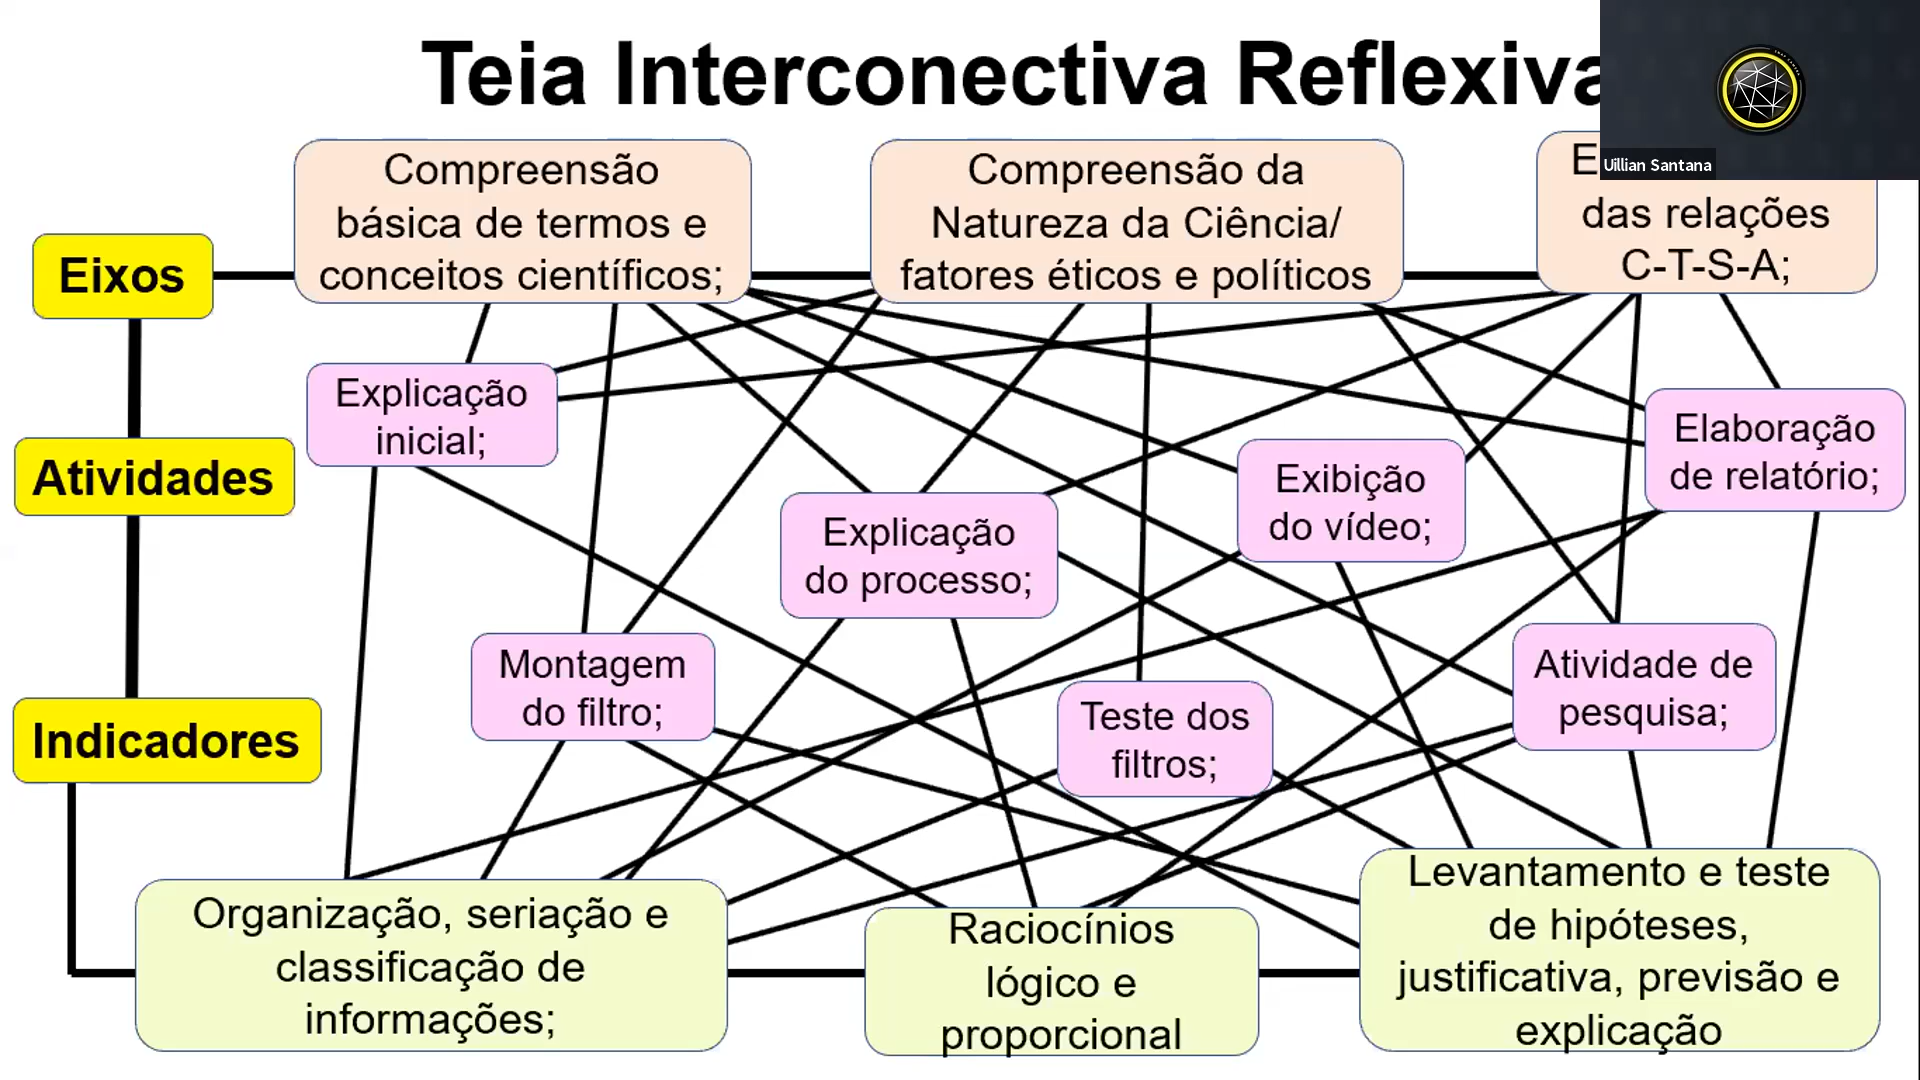 Teia Interconectiva Reflexiva
Uillian Santana
Compreensão
básica de termos e
conceitos científicos;
Compreensão da
Natureza da Ciência/
fatores éticos e políticos
das relações
C-T-S-A;
Eixos
Explicação
inicial;
Elaboração
de relatório;
Atividades
Exibição
do vídeo;
Explicação
do processo;
Montagem
do filtro;
Atividade de
pesquisa;
Teste dos
filtros;
Indicadores
Organização, seriação e
classificação de
informações;
Raciocínios
lógico e
proporcional
Levantamento e teste
de hipóteses,
justificativa, previsão e
explicação